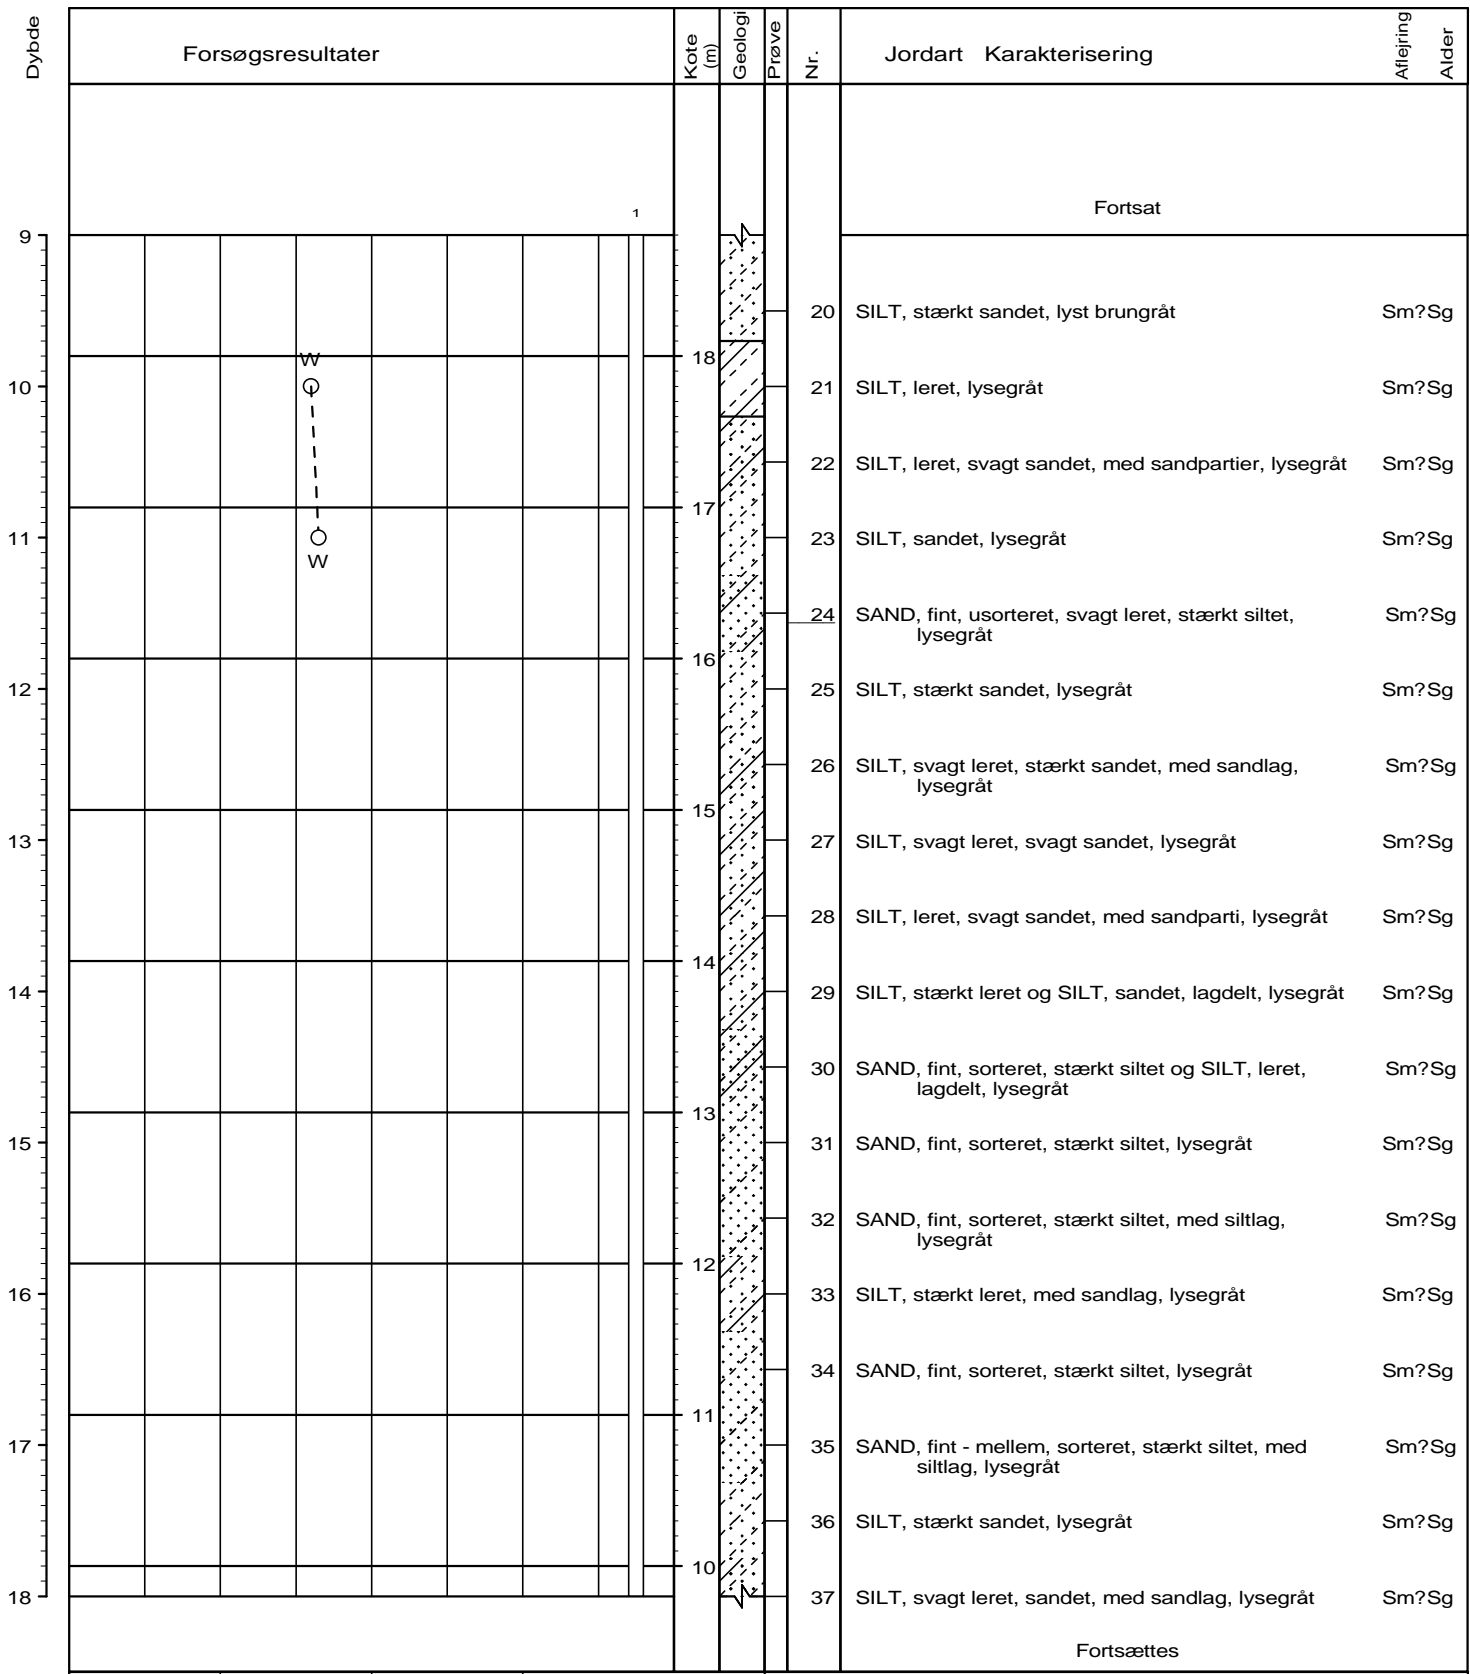 Dybde
Forsøgsresultater
Kote
(m)
Geologi
Prøve
Nr.
Jordart Karakterisering
Aflejring
Alder
Fortsat
1
9
20 SILT, stærkt sandet, lyst brungråt Sm? Sg
18
W
10
21 SILT, leret, lysegråt Sm? Sg
22 SILT, leret, svagt sandet, med sandpartier, lysegråt Sm? Sg
17
11
23 SILT, sandet, lysegråt Sm? Sg
W
24 SAND, fint, usorteret, svagt leret, stærkt siltet, Sm? Sg
lysegråt
16
12
25 SILT, stærkt sandet, lysegråt Sm? Sg
26 SILT, svagt leret, stærkt sandet, med sandlag, Sm? Sg
lysegråt
15
13
27 SILT, svagt leret, svagt sandet, lysegråt Sm? Sg
28 SILT, leret, svagt sandet, med sandparti, lysegråt Sm? Sg
14
14
29 SILT, stærkt leret og SILT, sandet, lagdelt, lysegråt Sm? Sg
30 SAND, fint, sorteret, stærkt siltet og SILT, leret, Sm? Sg
lagdelt, lysegråt
13
15
31 SAND, fint, sorteret, stærkt siltet, lysegråt Sm? Sg
32 SAND, fint, sorteret, stærkt siltet, med siltlag, Sm? Sg
lysegråt
12
16
33 SILT, stærkt leret, med sandlag, lysegråt Sm? Sg
34 SAND, fint, sorteret, stærkt siltet, lysegråt Sm? Sg
11
17
35 SAND, fint - mellem, sorteret, stærkt siltet, med Sm? Sg
siltlag, lysegråt
36 SILT, stærkt sandet, lysegråt Sm? Sg
10
18
37 SILT, svagt leret, sandet, med sandlag, lysegråt Sm? Sg
Fortsættes